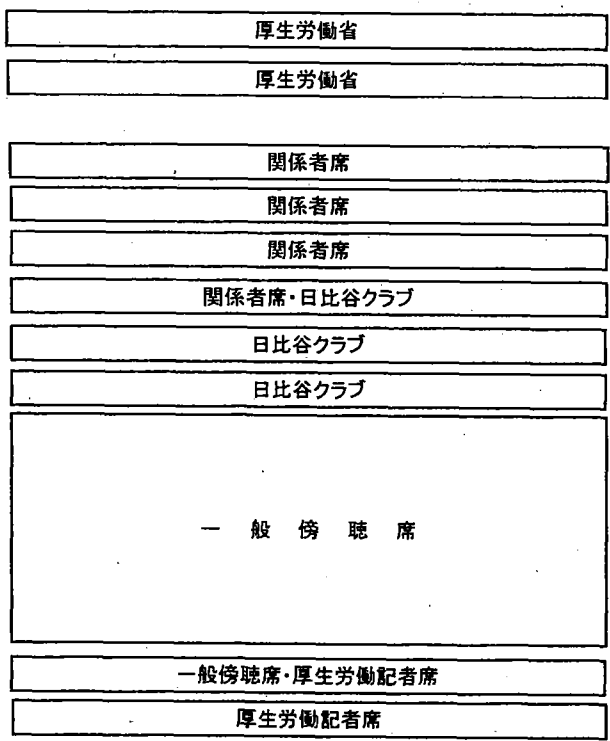 厚生労働省
厚生労働省
関係者席
関係者席
関係者席
関係者席・日比谷クラブ
日比谷クラブ
日比谷クラブ
一般傍聴席
一般傍聴席・厚生労働記者席
厚生労働記者席